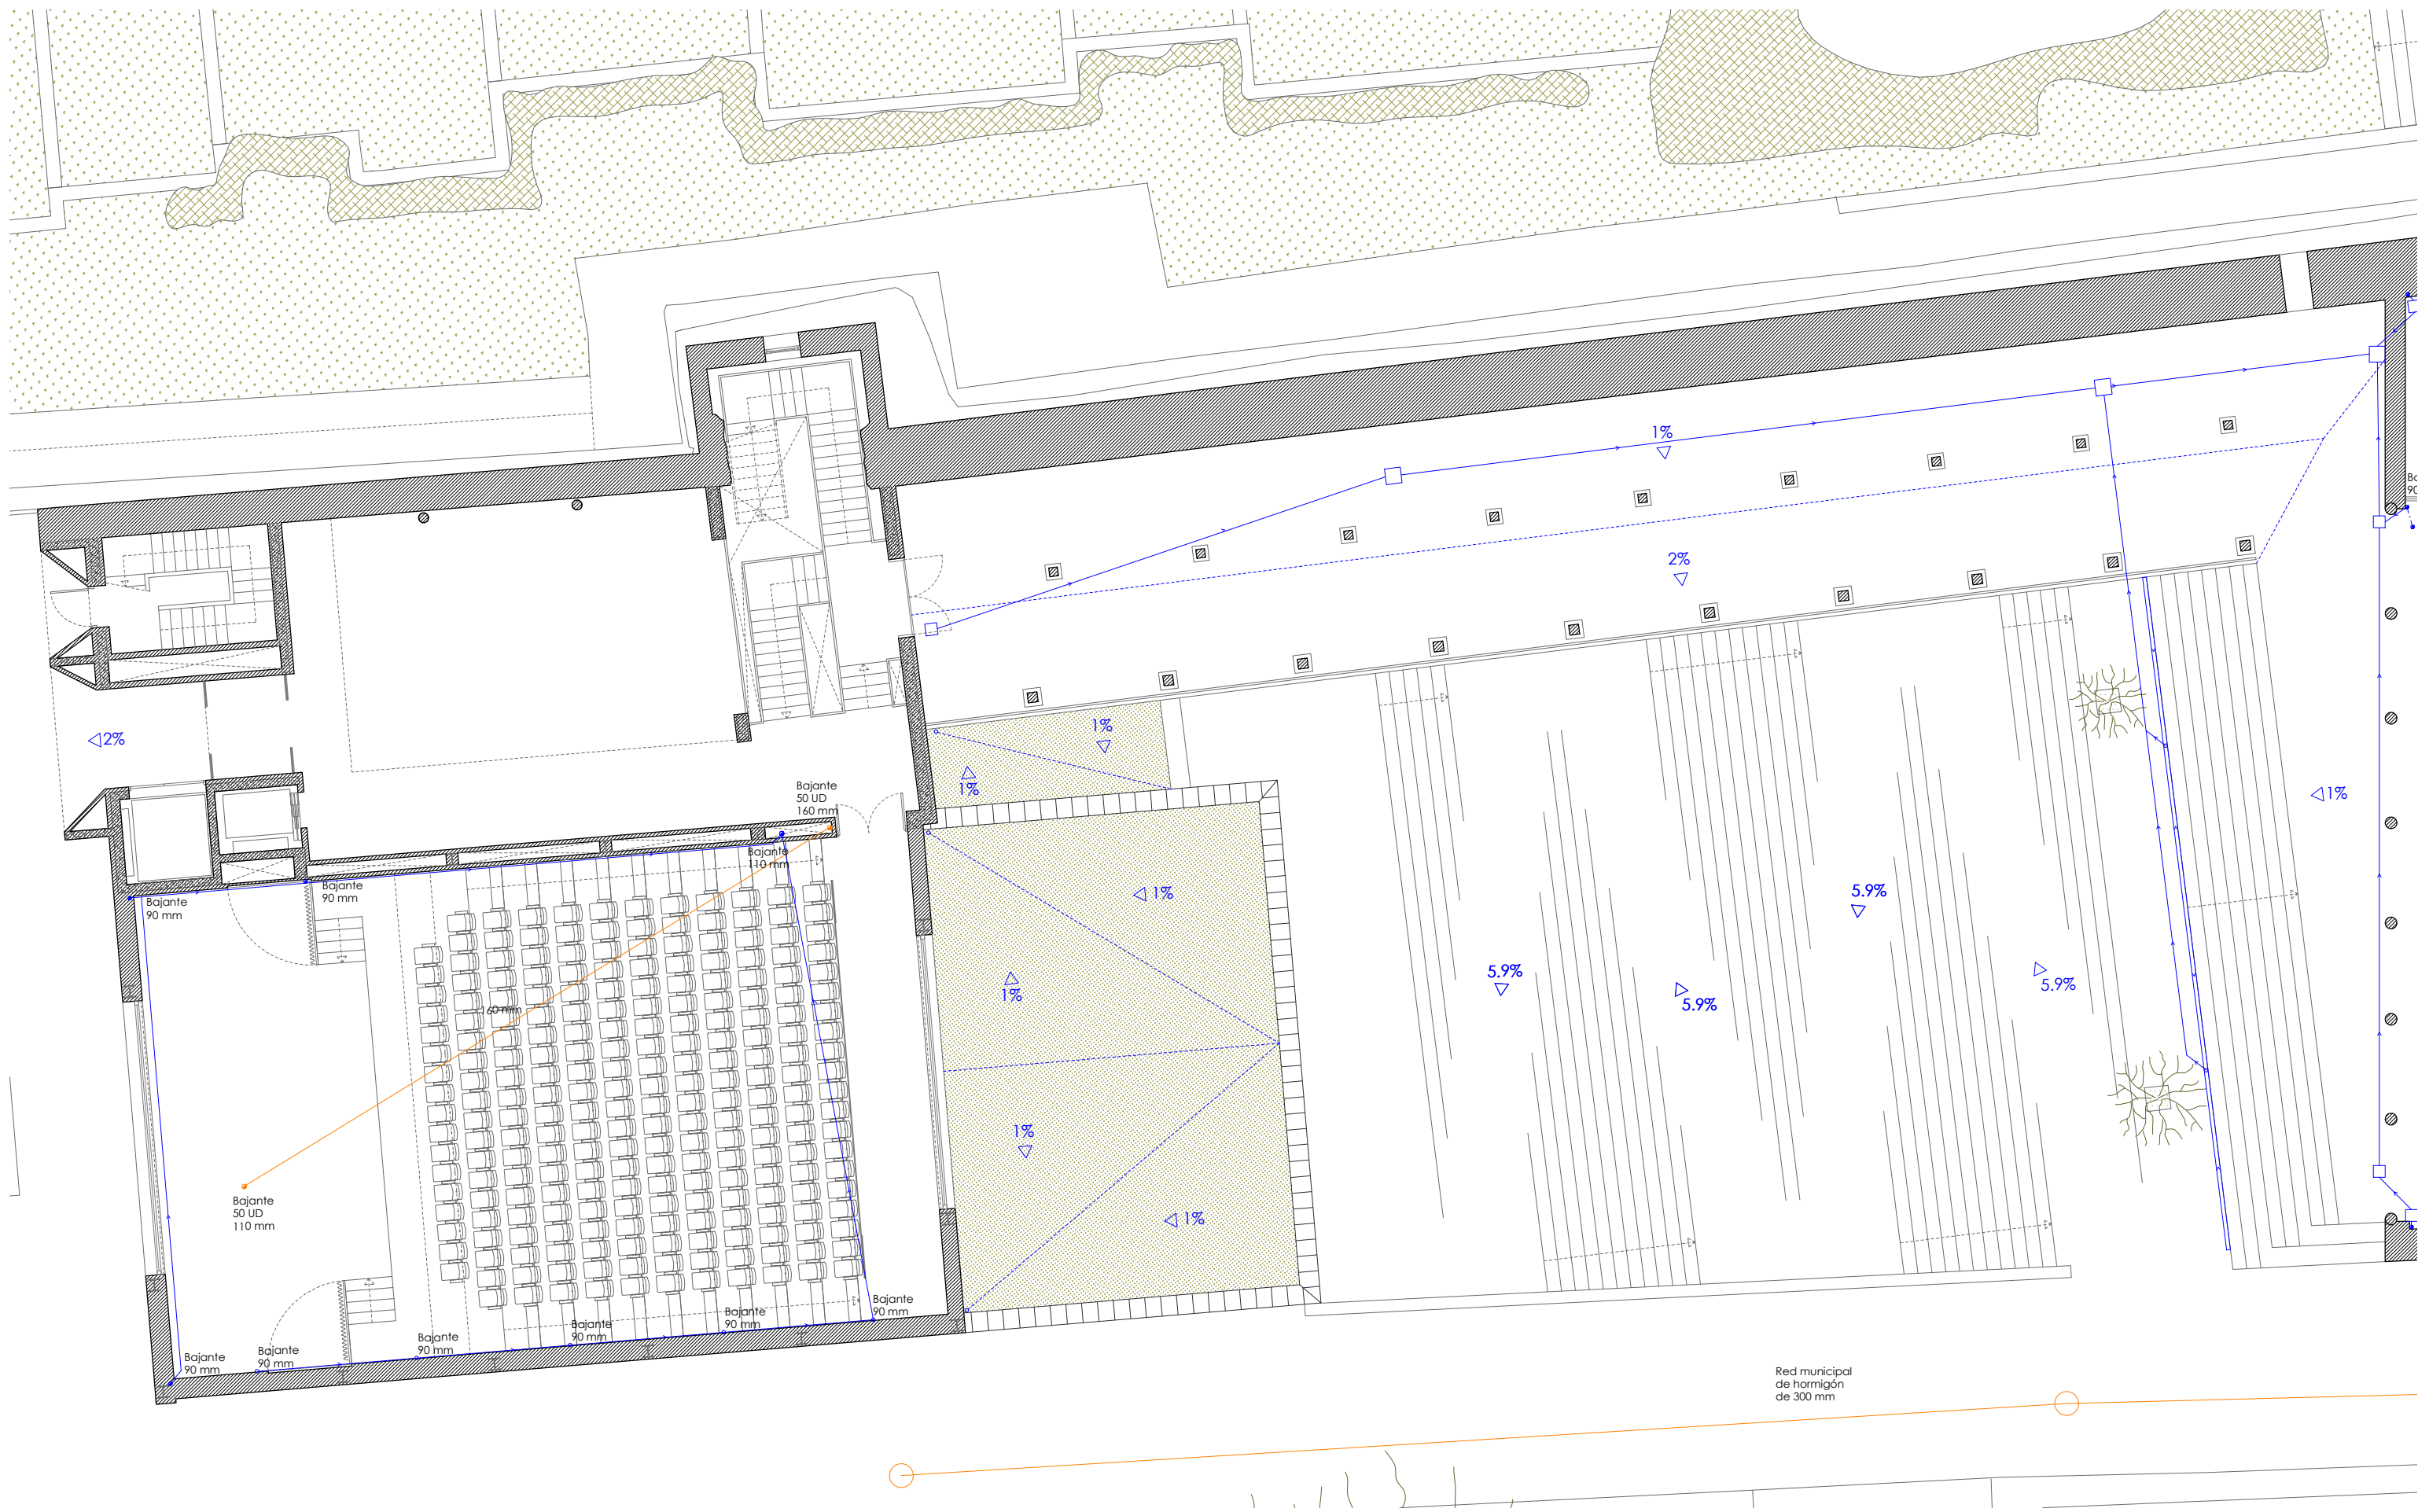 1%
2%
◁2%
1%
1%
Bajante
50 UD
160 mm
◁1%
Bajante
110 mm
Bajante
90 mm
Bajante
90 mm
1%
5.9%
5.9%
5.9%
5.9%
1%
160 mm
1%
Bajante
50 UD
110 mm
1%
Bajante
90 mm
Bajante
90 mm
Bajante
90 mm
Bajante
90 mm
Bajante
90 mm
Bajante
90 mm
Red municipal
de hormigón
de 300 mm